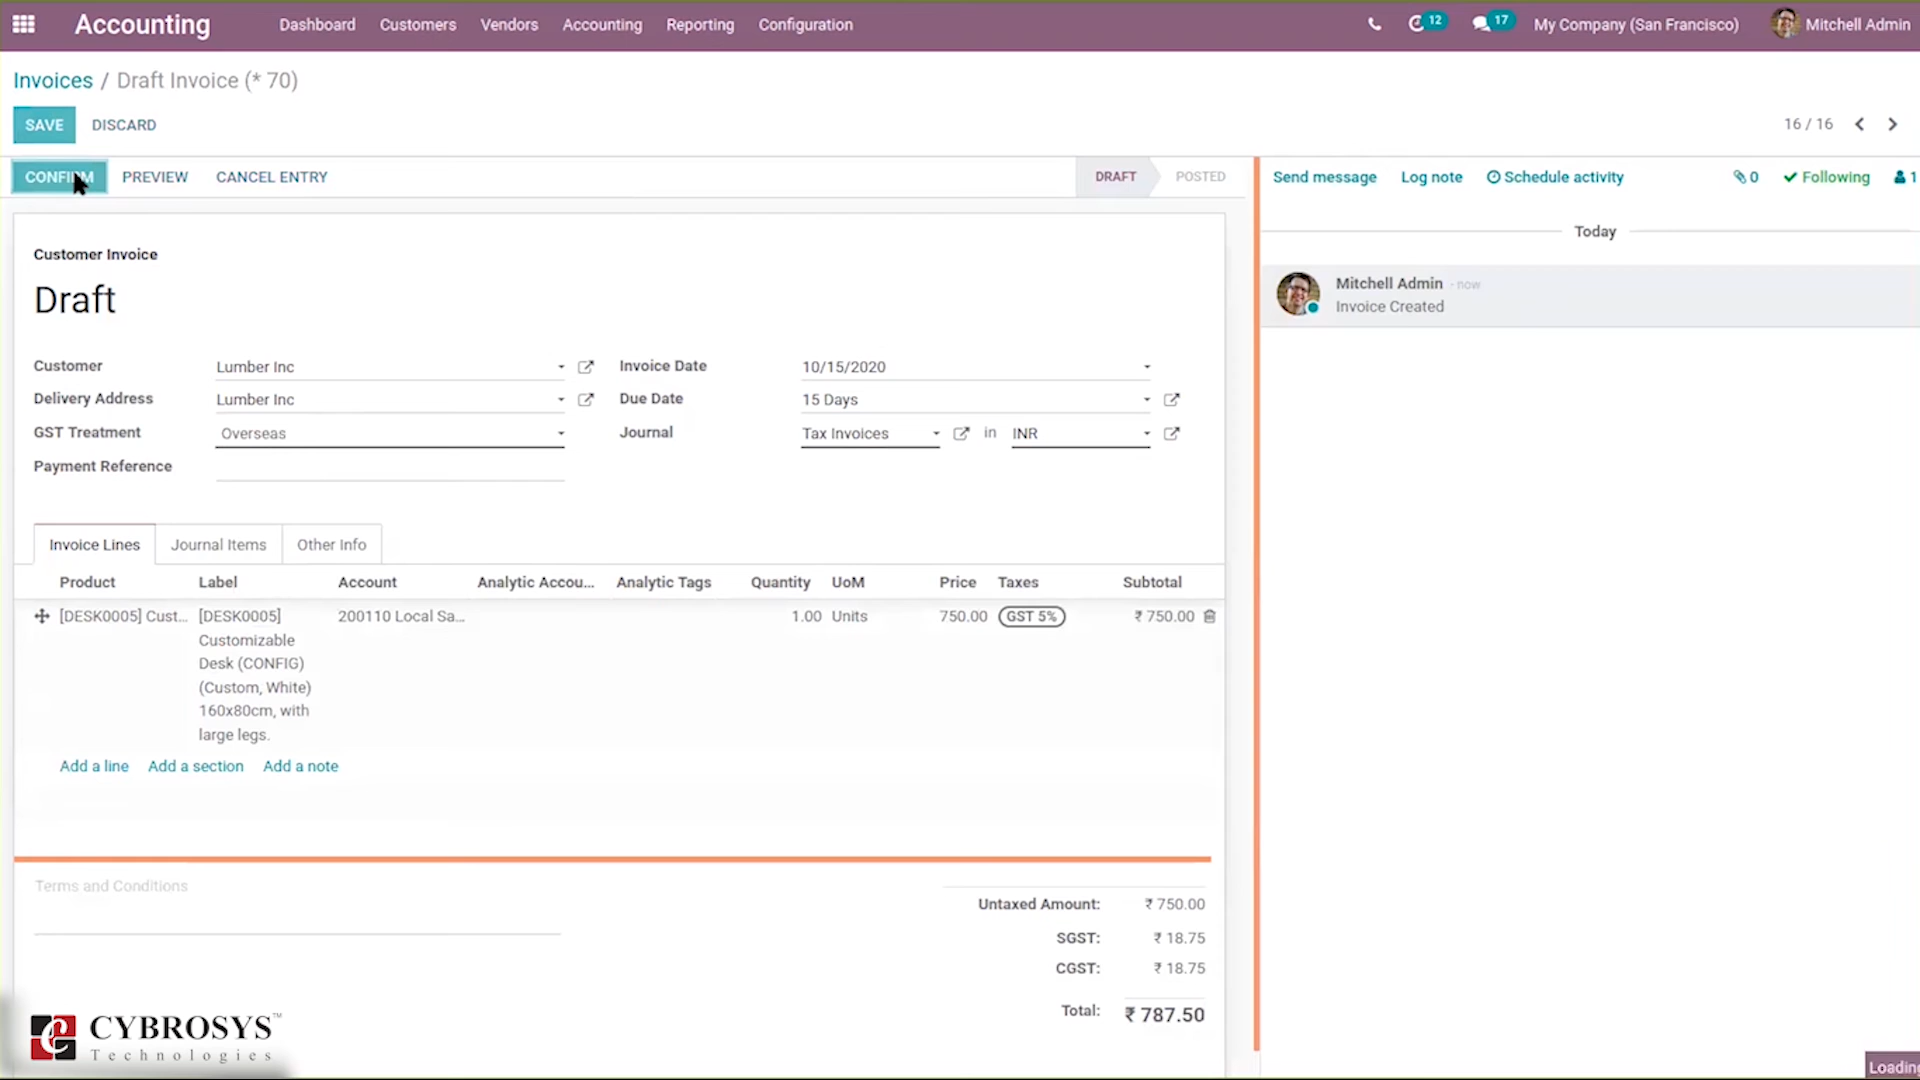 Accounting Dashboard Customers Vendors Accounting Reporting Configuration 12 17 My Company (San Francisco) Mitchell Admin
Invoices / Draft Invoice (* 70)
SAVE DISCARD 16 / 16
CONFIRM PREVIEW CANCEL ENTRY DRAFT POSTED Send message Log note Schedule activity 0 Following 1
Today
Customer Invoice
Mitchell Admin - now
Draft
Invoice Created
Customer Lumber Inc Invoice Date 10/15/2020
Delivery Address Lumber Inc Due Date 15 Days
GST Treatment Overseas Journal Tax Invoices in INR
Payment Reference
Invoice Lines Journal Items Other Info
Product Label Account Analytic Accou... Analytic Tags Quantity UoM Price Taxes Subtotal
[DESK0005] Cust... [DESK0005] 200110 Local Sa... 1.00 Units 750.00 GST 5% ₹ 750.00
Customizable
Desk (CONFIG)
(Custom, White)
160x80cm, with
large legs.
Add a line Add a section Add a note
Terms and Conditions
Untaxed Amount: ₹ 750.00
SGST: ₹ 18.75
CGST: ₹ 18.75
Total: ₹ 787.50
CYBROSYS™
Technologies
Loading